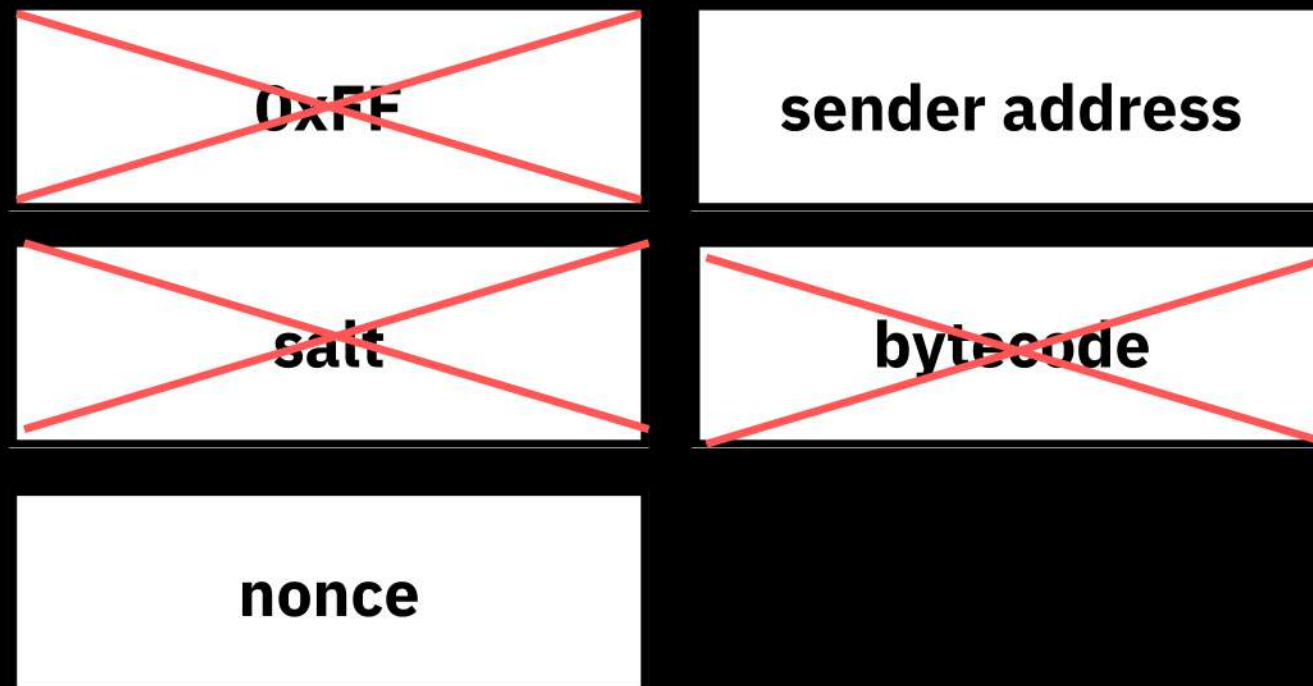 0xFF
sender address
salt
bytecode
nonce